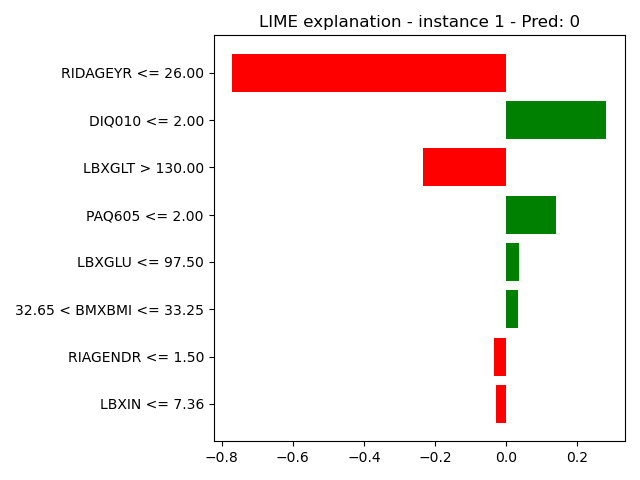 LIME explanation - instance 1 - Pred: 0
RIDAGEYR <= 26.00
DIQ010 <= 2.00
LBXGLT > 130.00
PAQ605 <= 2.00
LBXGLU <= 97.50
32.65 < BMXBMI <= 33.25
RIAGENDR <= 1.50
LBXIN <= 7.36
−0.8 −0.6 −0.4 −0.2 0.0 0.2